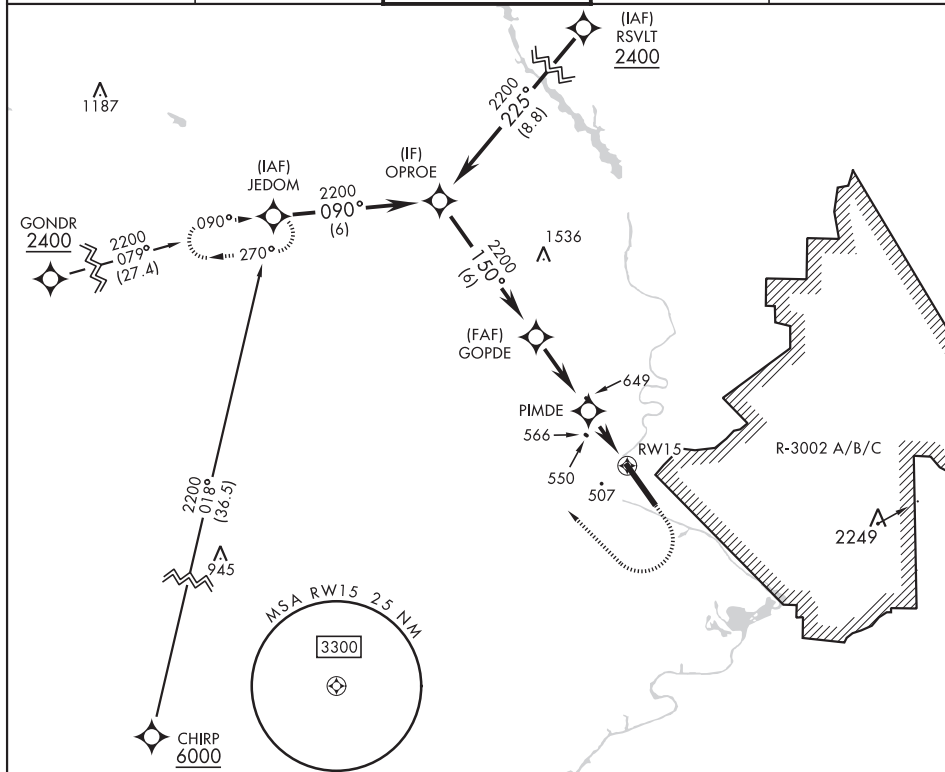 (IAF)
RSVLT
2400
1187
2200
225°
(8.8)
(IF)
OPROE
(IAF)
JEDOM
2200
090°
(6)
GONDR
2400
2200
079°
(27.4)
090°
270°
1536
2200
150°
(6)
(FAF)
GOPDE
649
PIMDE
566
RW15
R-3002 A/B/C
550
507
2249
2200
018°
(36.5)
945
MSA RW15 25 NM
3300
CHIRP
6000